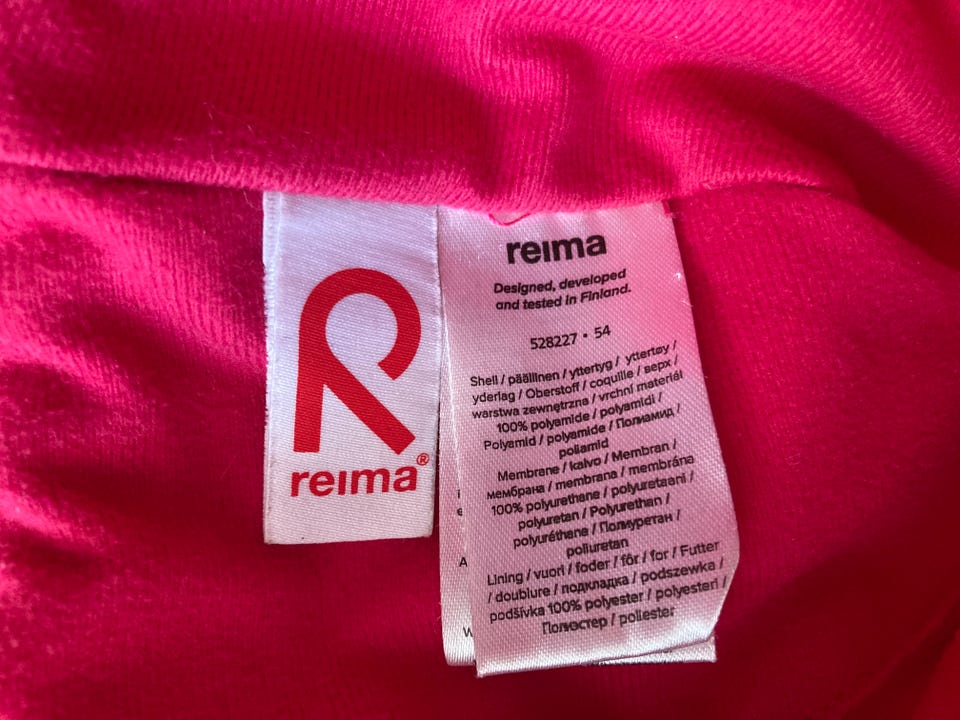 reima®
reima
Designed, developed
and tested in Finland.
528227 • 54
Shell / päällinen / yttertyg / yttertøy /
yderlag / Oberstoff / coquille / верх /
warstwa zewnętrzna / vrchní materiál
100% polyamide / polyamidi /
Polyamid / polyamide / Полиамид /
poliamid
Membrane / kalvo / Membran /
мембрана / membrana / membrána
100% polyurethane / polyuretaani /
polyuretan / Polyurethan /
polyuréthane / Полиуретан /
poliuretan
Lining / vuori / foder / fôr / for / Futter
/ doublure / подкладка / podszewka /
podšívka 100% polyester / polyesteri /
Полиэстер / poliester